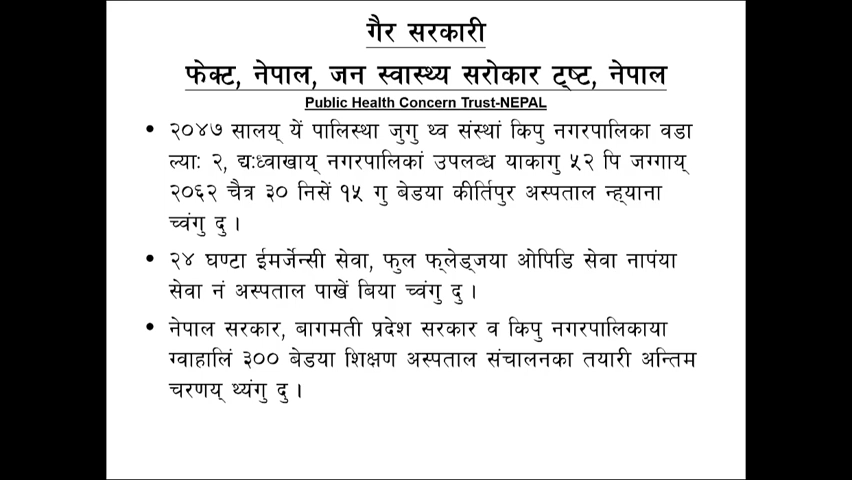 गैर सरकारी
फेक्ट, नेपाल, जन स्वास्थ्य सरोकार ट्ष्ट, नेपाल
Public Health Concern Trust-NEPAL
• २०४७ सालय् यें पालिस्था जुगु थ्व संस्थां किपु नगरपालिका वडा
ल्याः २, द्यःध्वाखाय् नगरपालिकां उपलव्ध याकागु ५२ पि जग्गाय्
२०६२ चैत्र ३० निसें १५ गु बेडया कीर्तिपुर अस्पताल न्ह्याना
च्वंगु दु ।
• २४ घण्टा ईमर्जेन्सी सेवा, फुल फ्लेड्जया ओपिडि सेवा नापंया
सेवा नं अस्पताल पाखें बिया च्वंगु दु ।
• नेपाल सरकार, बागमती प्रदेश सरकार व किपु नगरपालिकाया
ग्वाहालिं ३०० बेडया शिक्षण अस्पताल संचालनका तयारी अन्तिम
चरणय् थ्यंगु दु ।